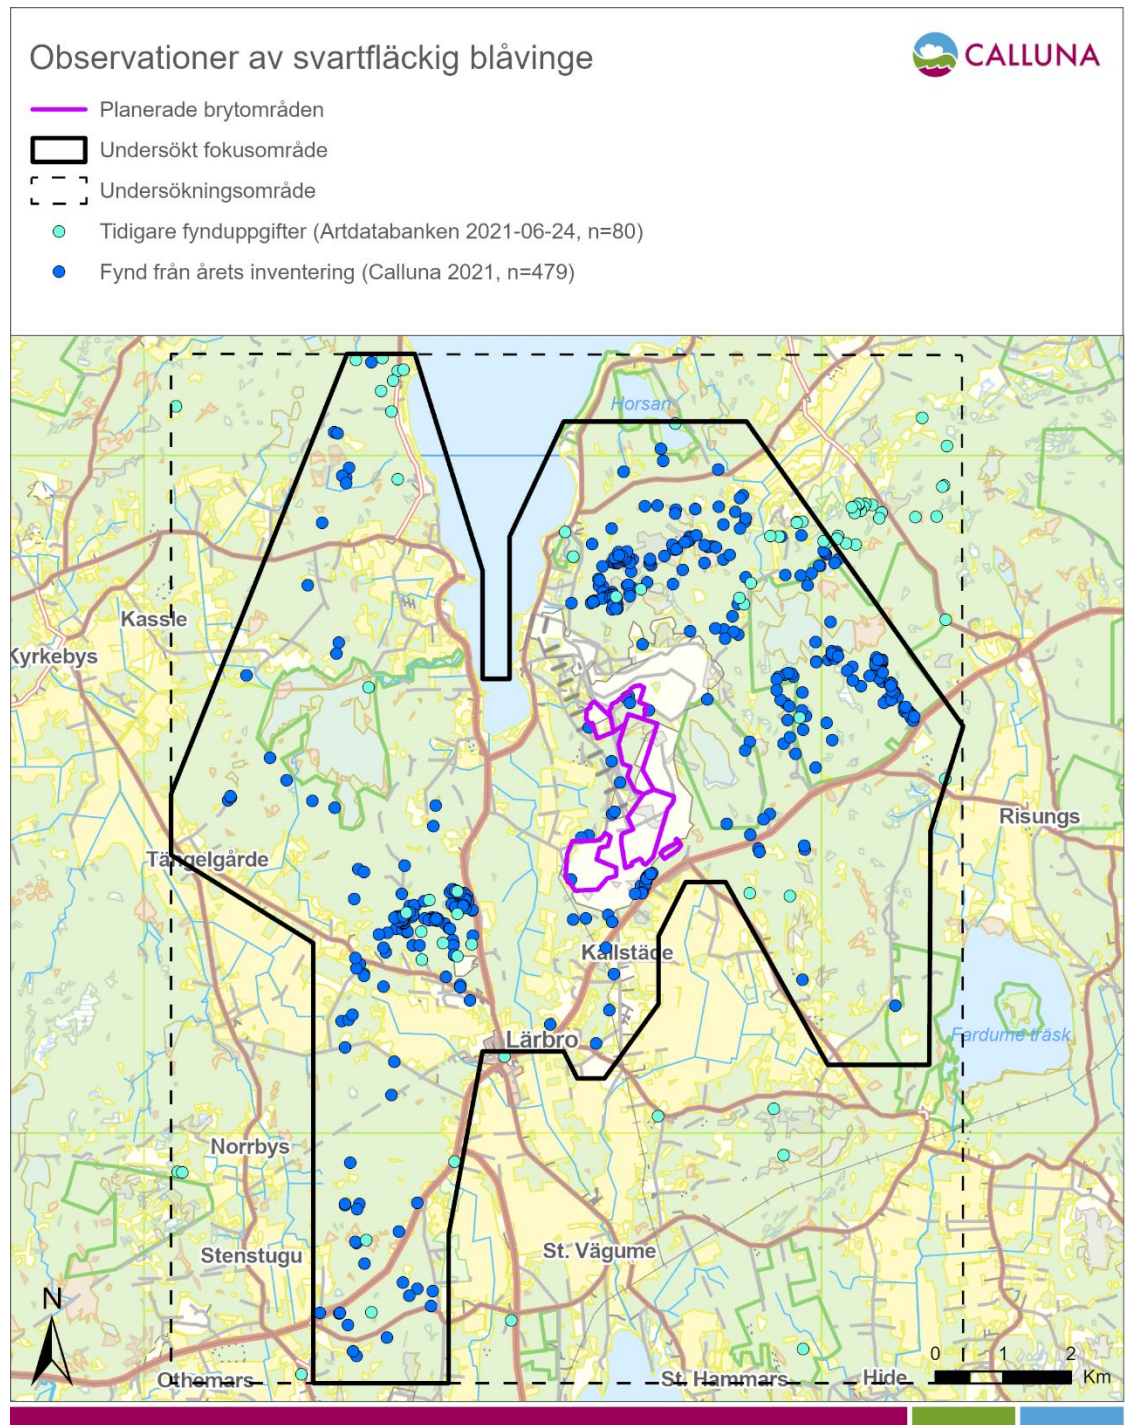 Observationer av svartfläckig blåvinge
CALLUNA
Planerade brytområden
Undersökt fokusområde
Undersökningsområde
Tidigare fynduppgifter (Artdatabanken 2021-06-24, n=80)
Fynd från årets inventering (Calluna 2021, n=479)
Horsan
Kassle
Kyrkebys
Risungs
Tängelgårde
Källstäde
Lärbro
Fardume träsk
Norrbys
Stenstugu
St. Vägume
N
0 1 2
Km
Othemars
St. Hammars
Hide